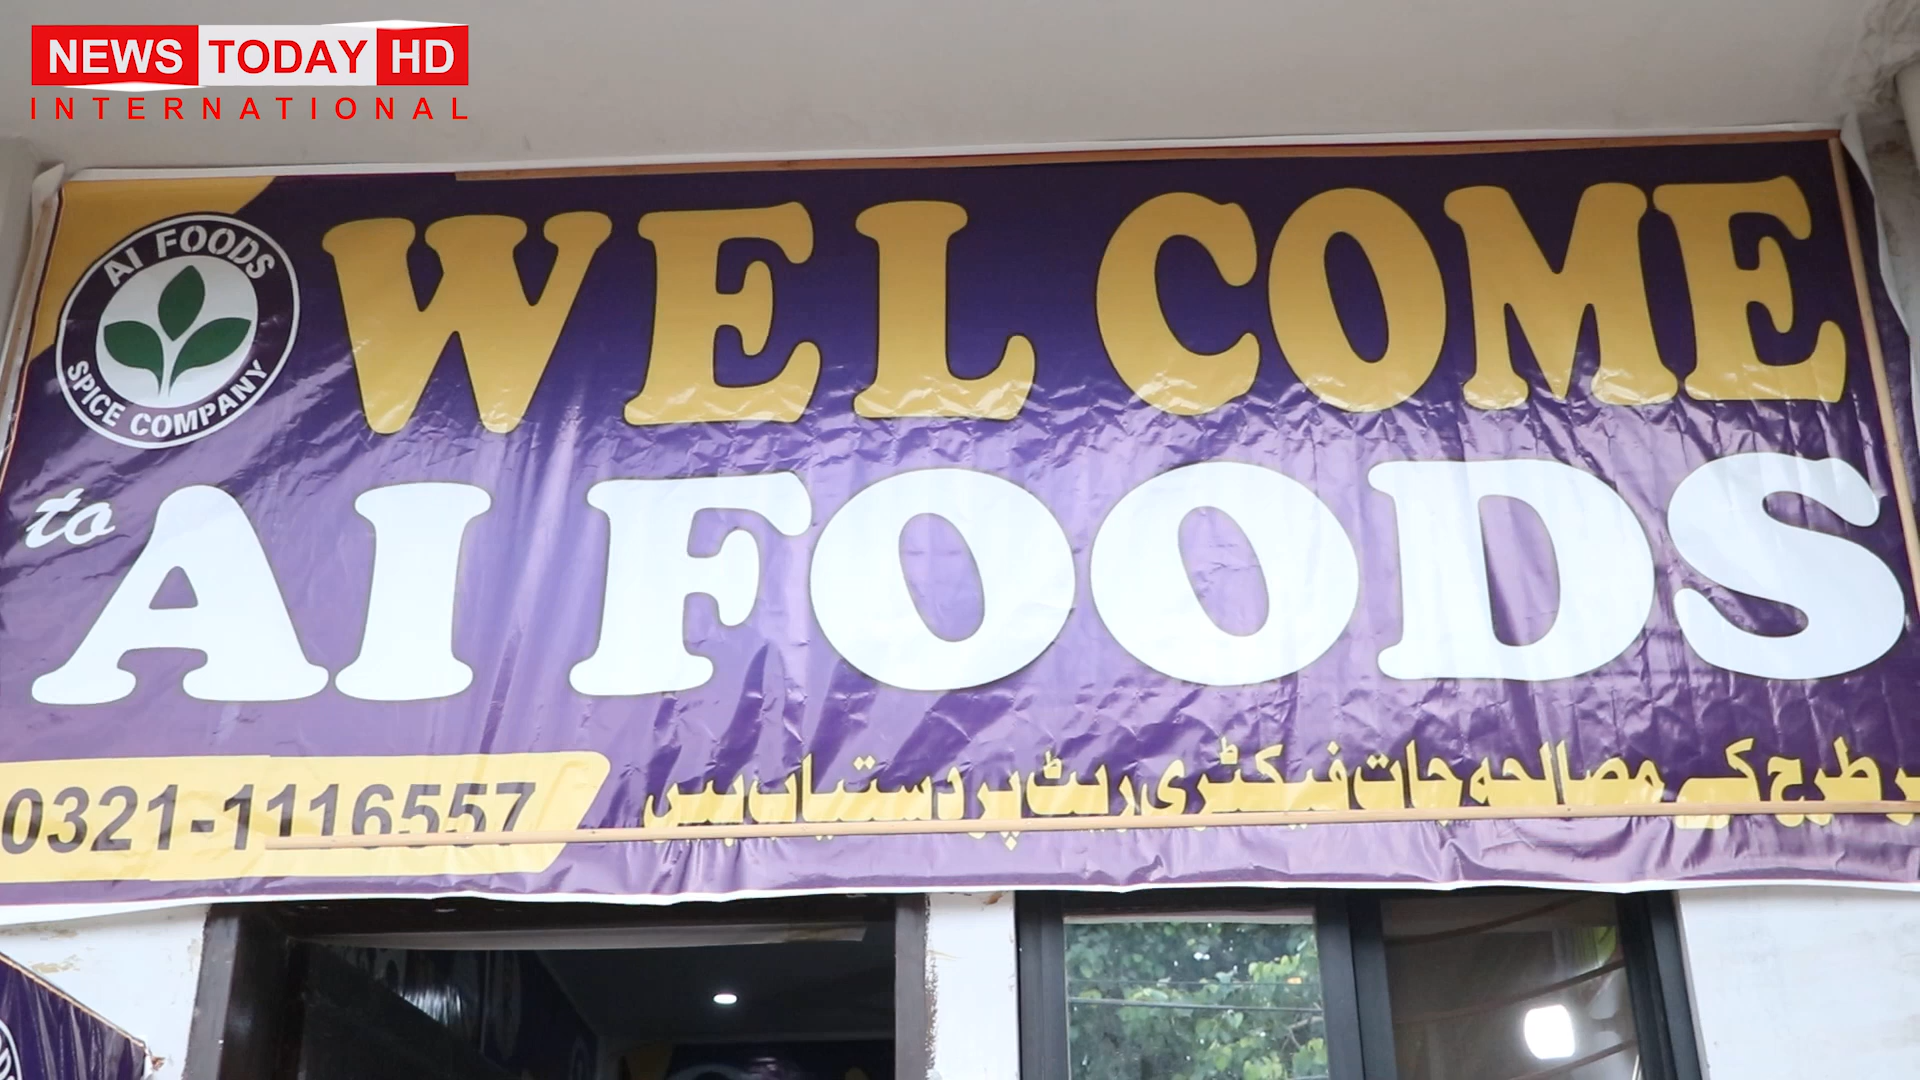 NEWS TODAY HD
INTERNATIONAL
AI FOODS
SPICE COMPANY
WEL COME
to AI FOODS
0321-1116557
طرح کے مصالحہ جات فیکٹری ریٹ پر دستیاب ہیں